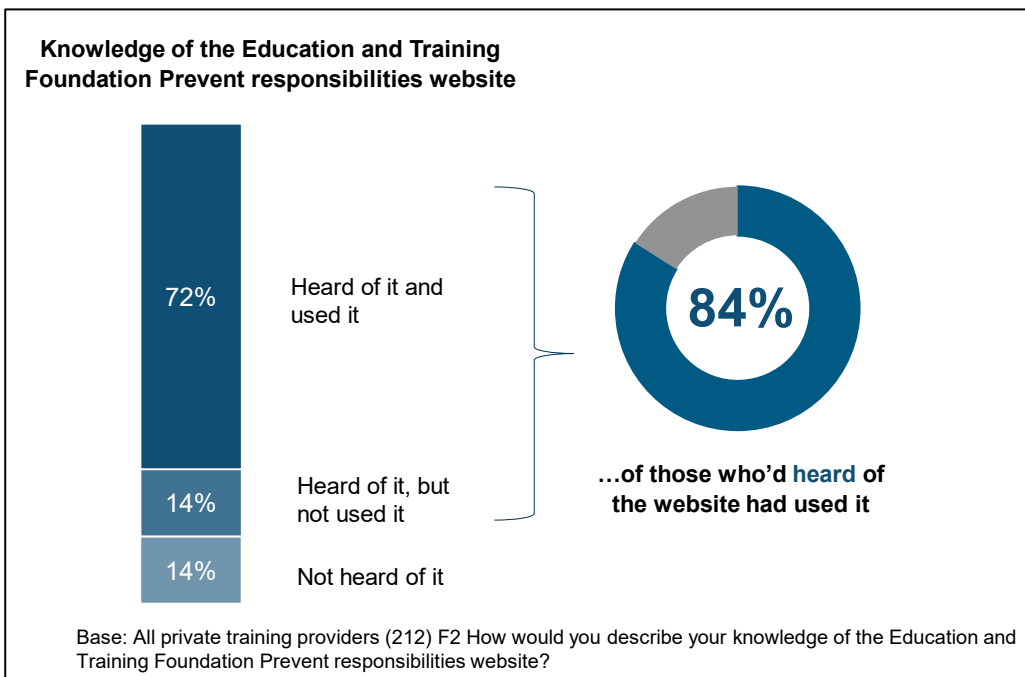 Knowledge of the Education and Training
Foundation Prevent responsibilities website
72%
Heard of it and
used it
14%
Heard of it, but
not used it
14%
Not heard of it
84%
…of those who’d heard of
the website had used it
Base: All private training providers (212) F2 How would you describe your knowledge of the Education and
Training Foundation Prevent responsibilities website?